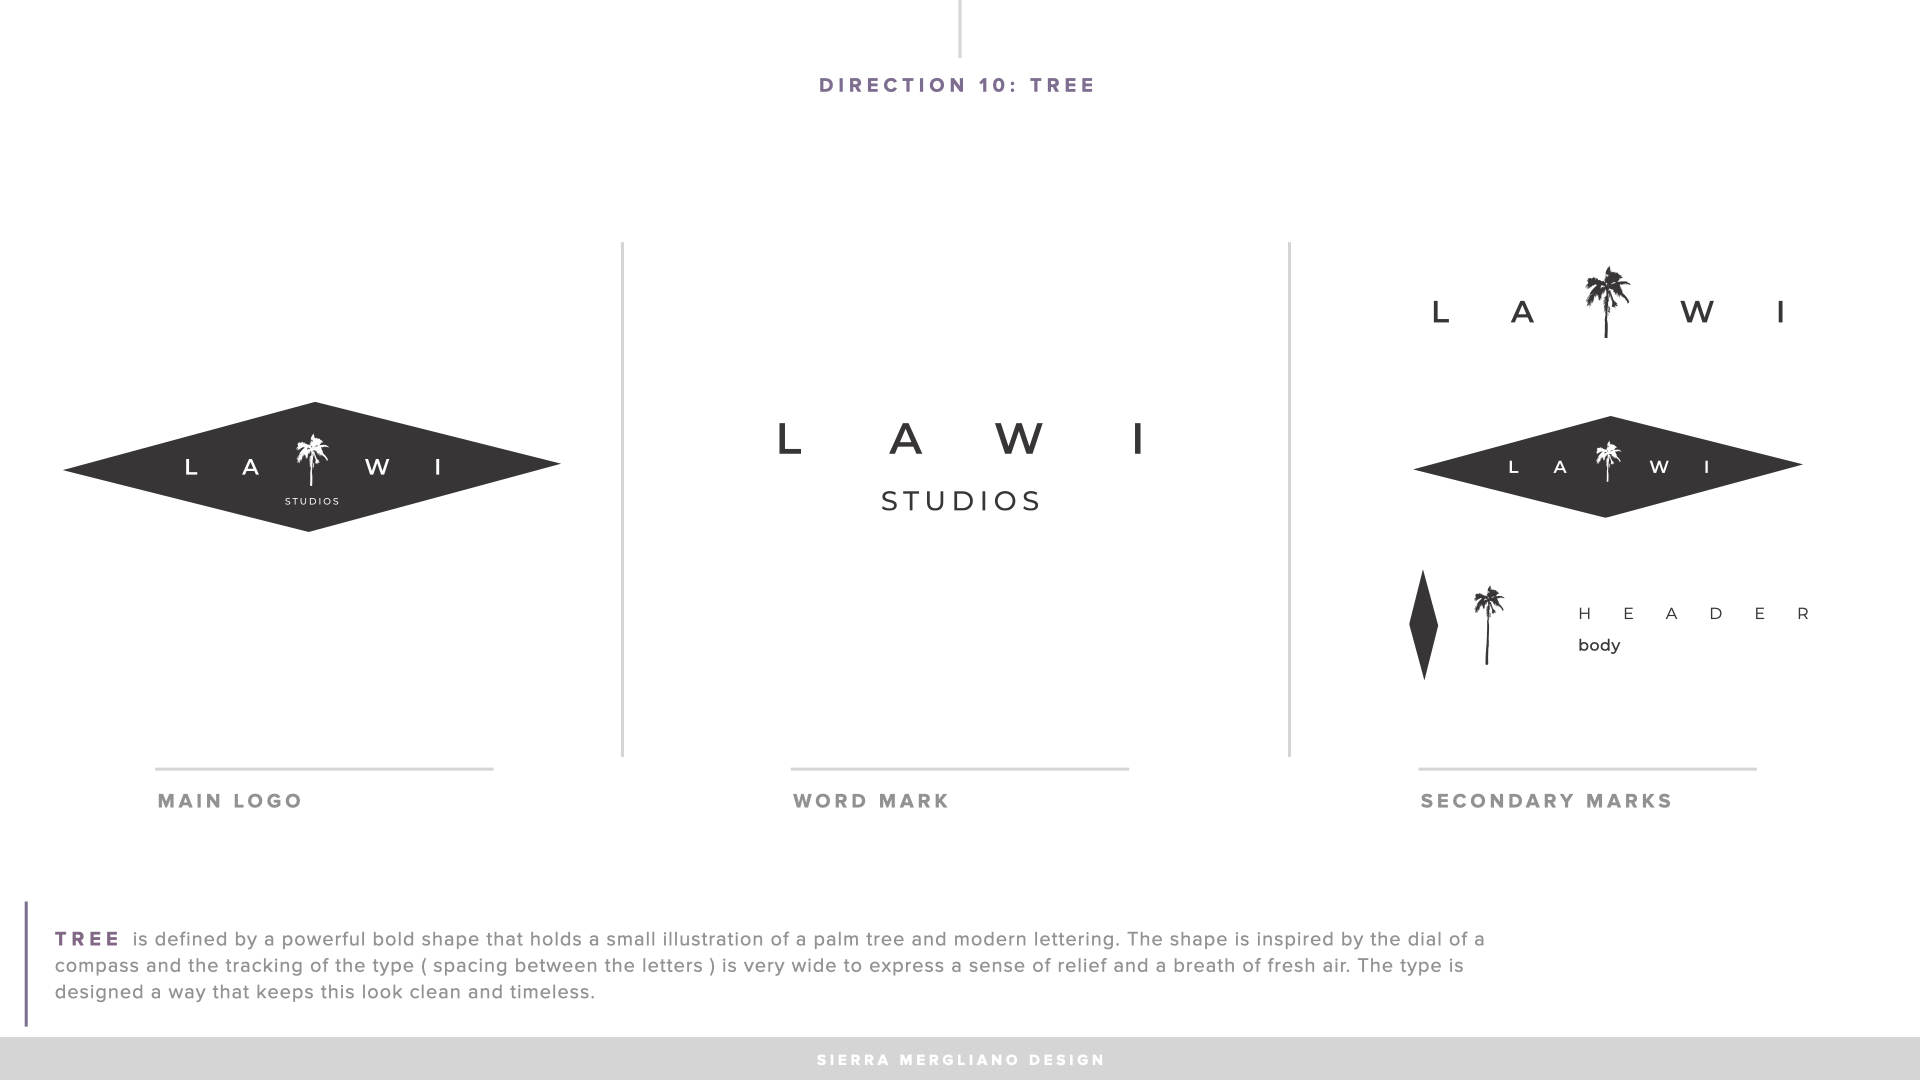 DIRECTION 10: TREE
L A W I
STUDIOS
L A W I
STUDIOS
L A W I
L A W I
H E A D E R
body
MAIN LOGO
WORD MARK
SECONDARY MARKS
TREE is defined by a powerful bold shape that holds a small illustration of a palm tree and modern lettering. The shape is inspired by the dial of a
compass and the tracking of the type ( spacing between the letters ) is very wide to express a sense of relief and a breath of fresh air. The type is
designed a way that keeps this look clean and timeless.
SIERRA MERGLIANO DESIGN